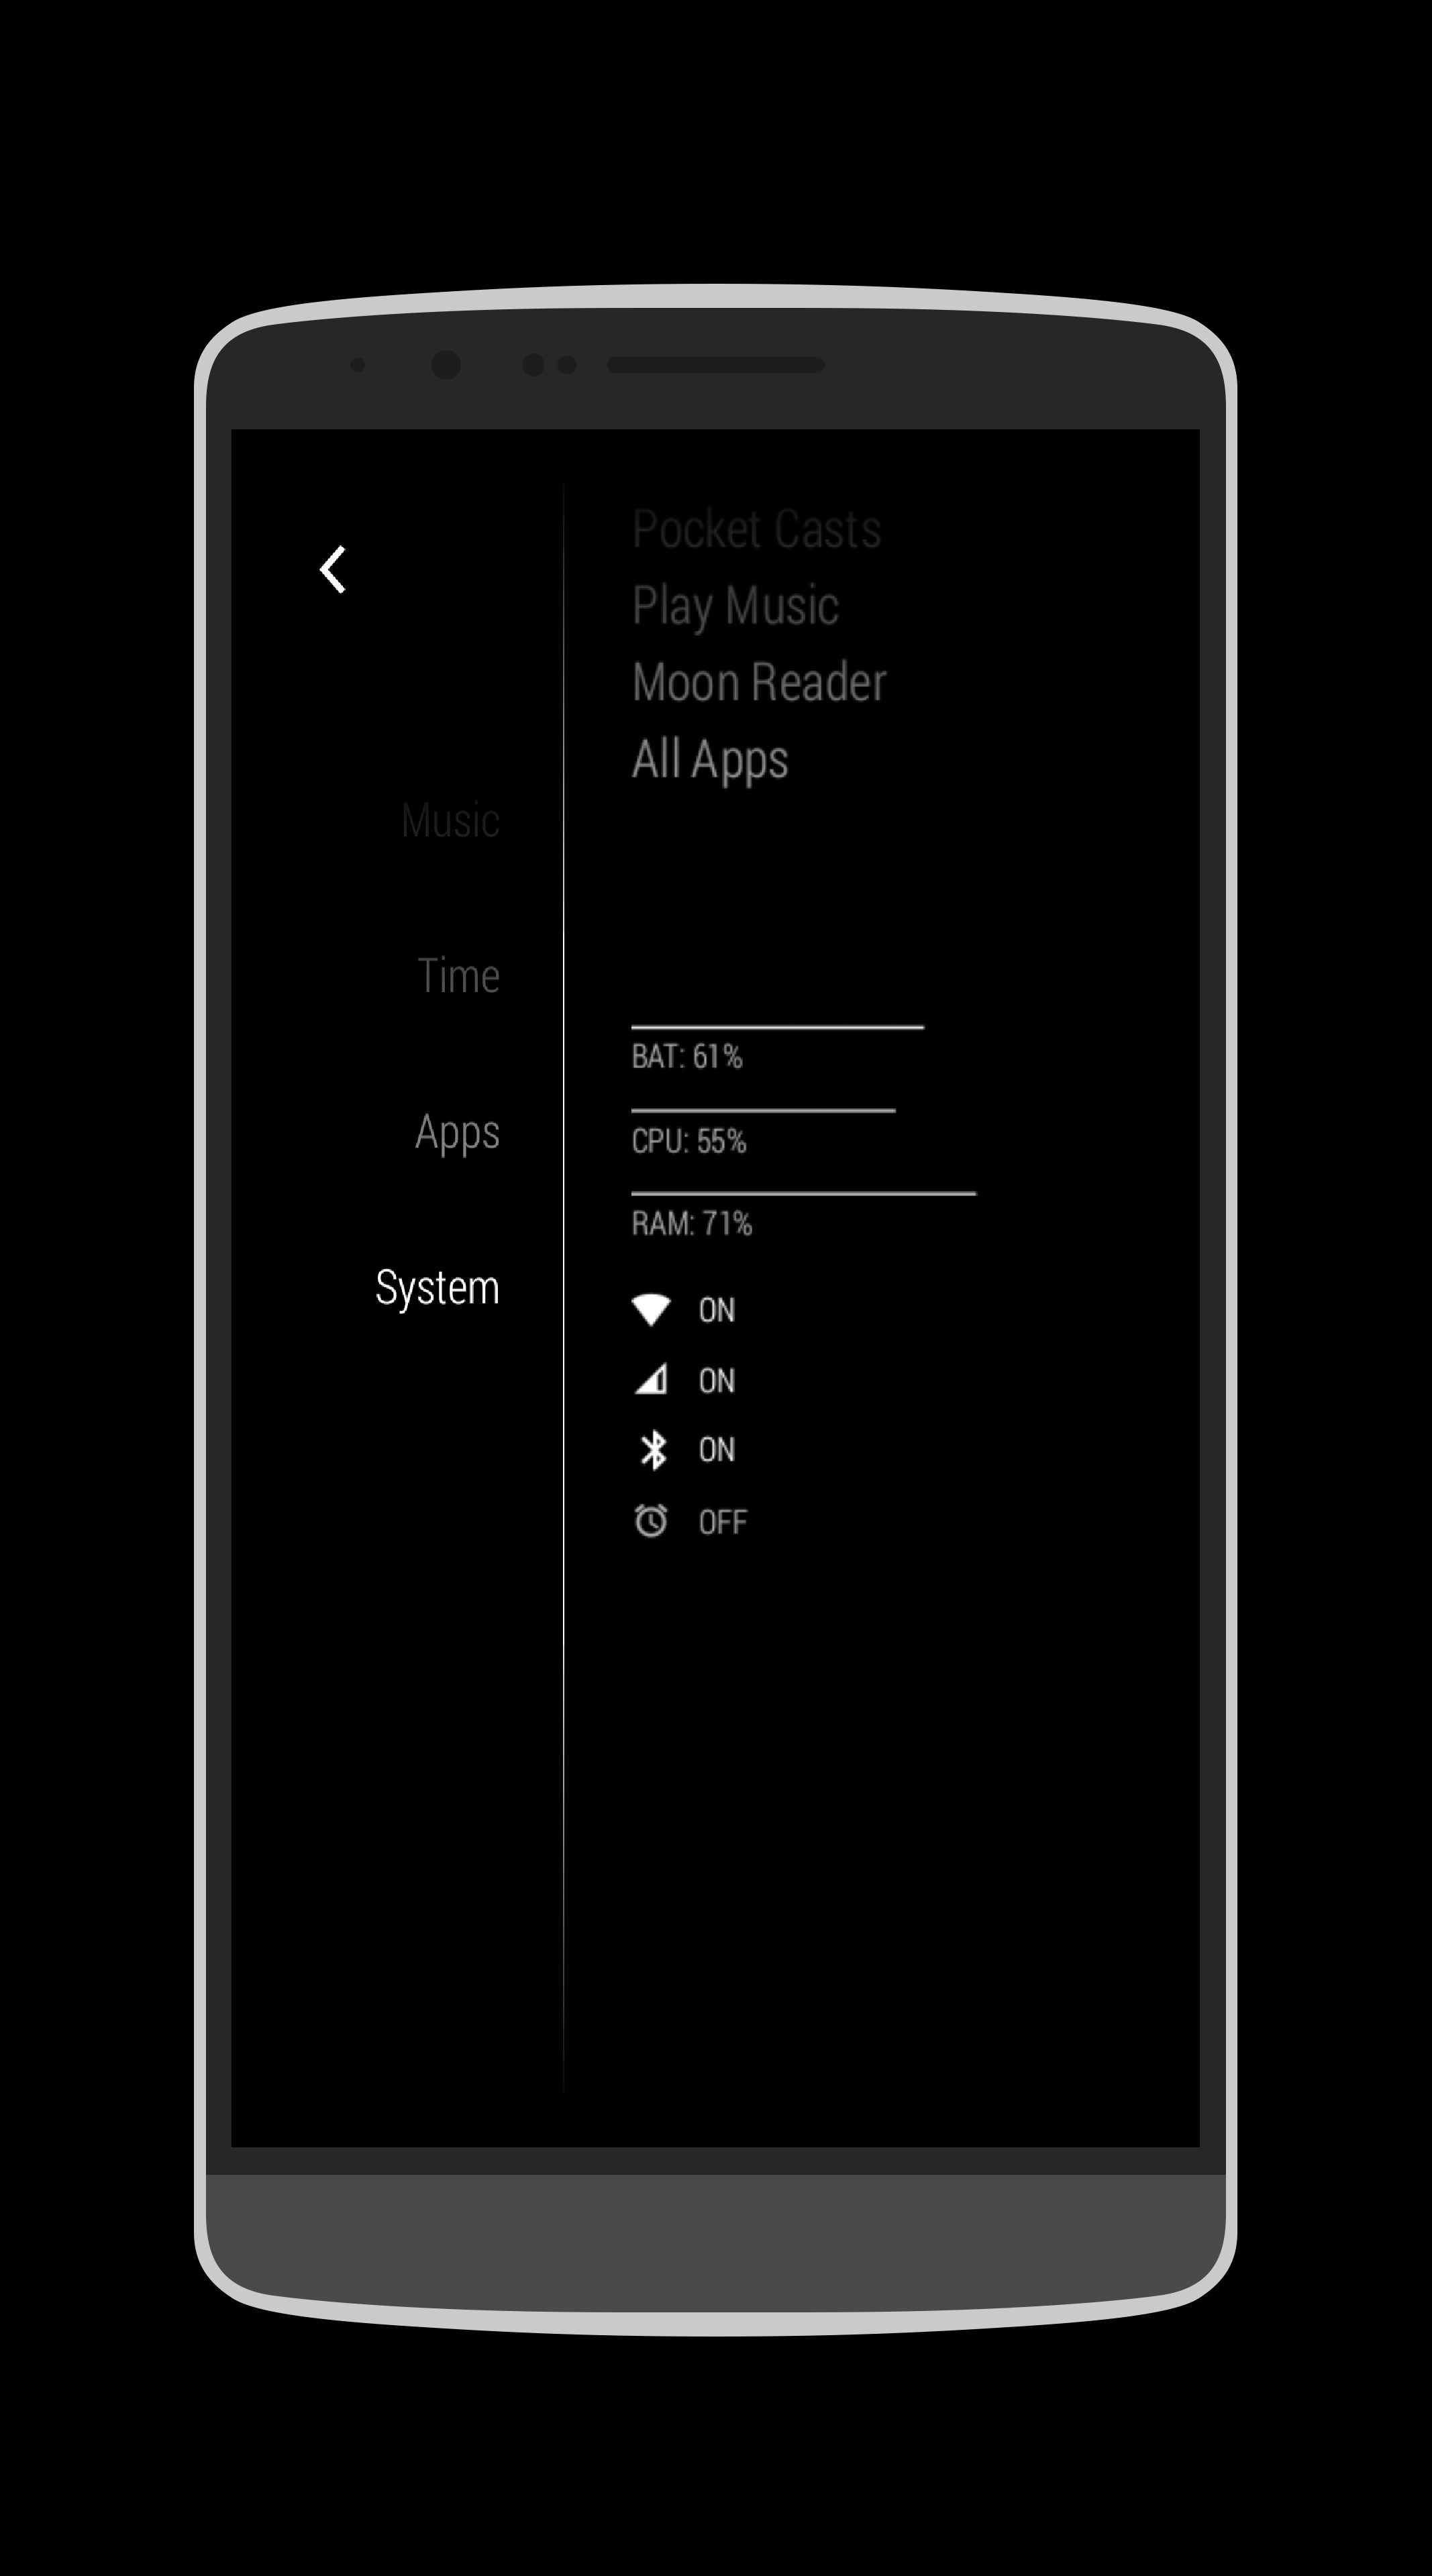 Music
Time
Apps
System
Pocket Casts
Play Music
Moon Reader
All Apps
BAT: 61%
CPU: 55%
RAM: 71%
ON
ON
ON
OFF